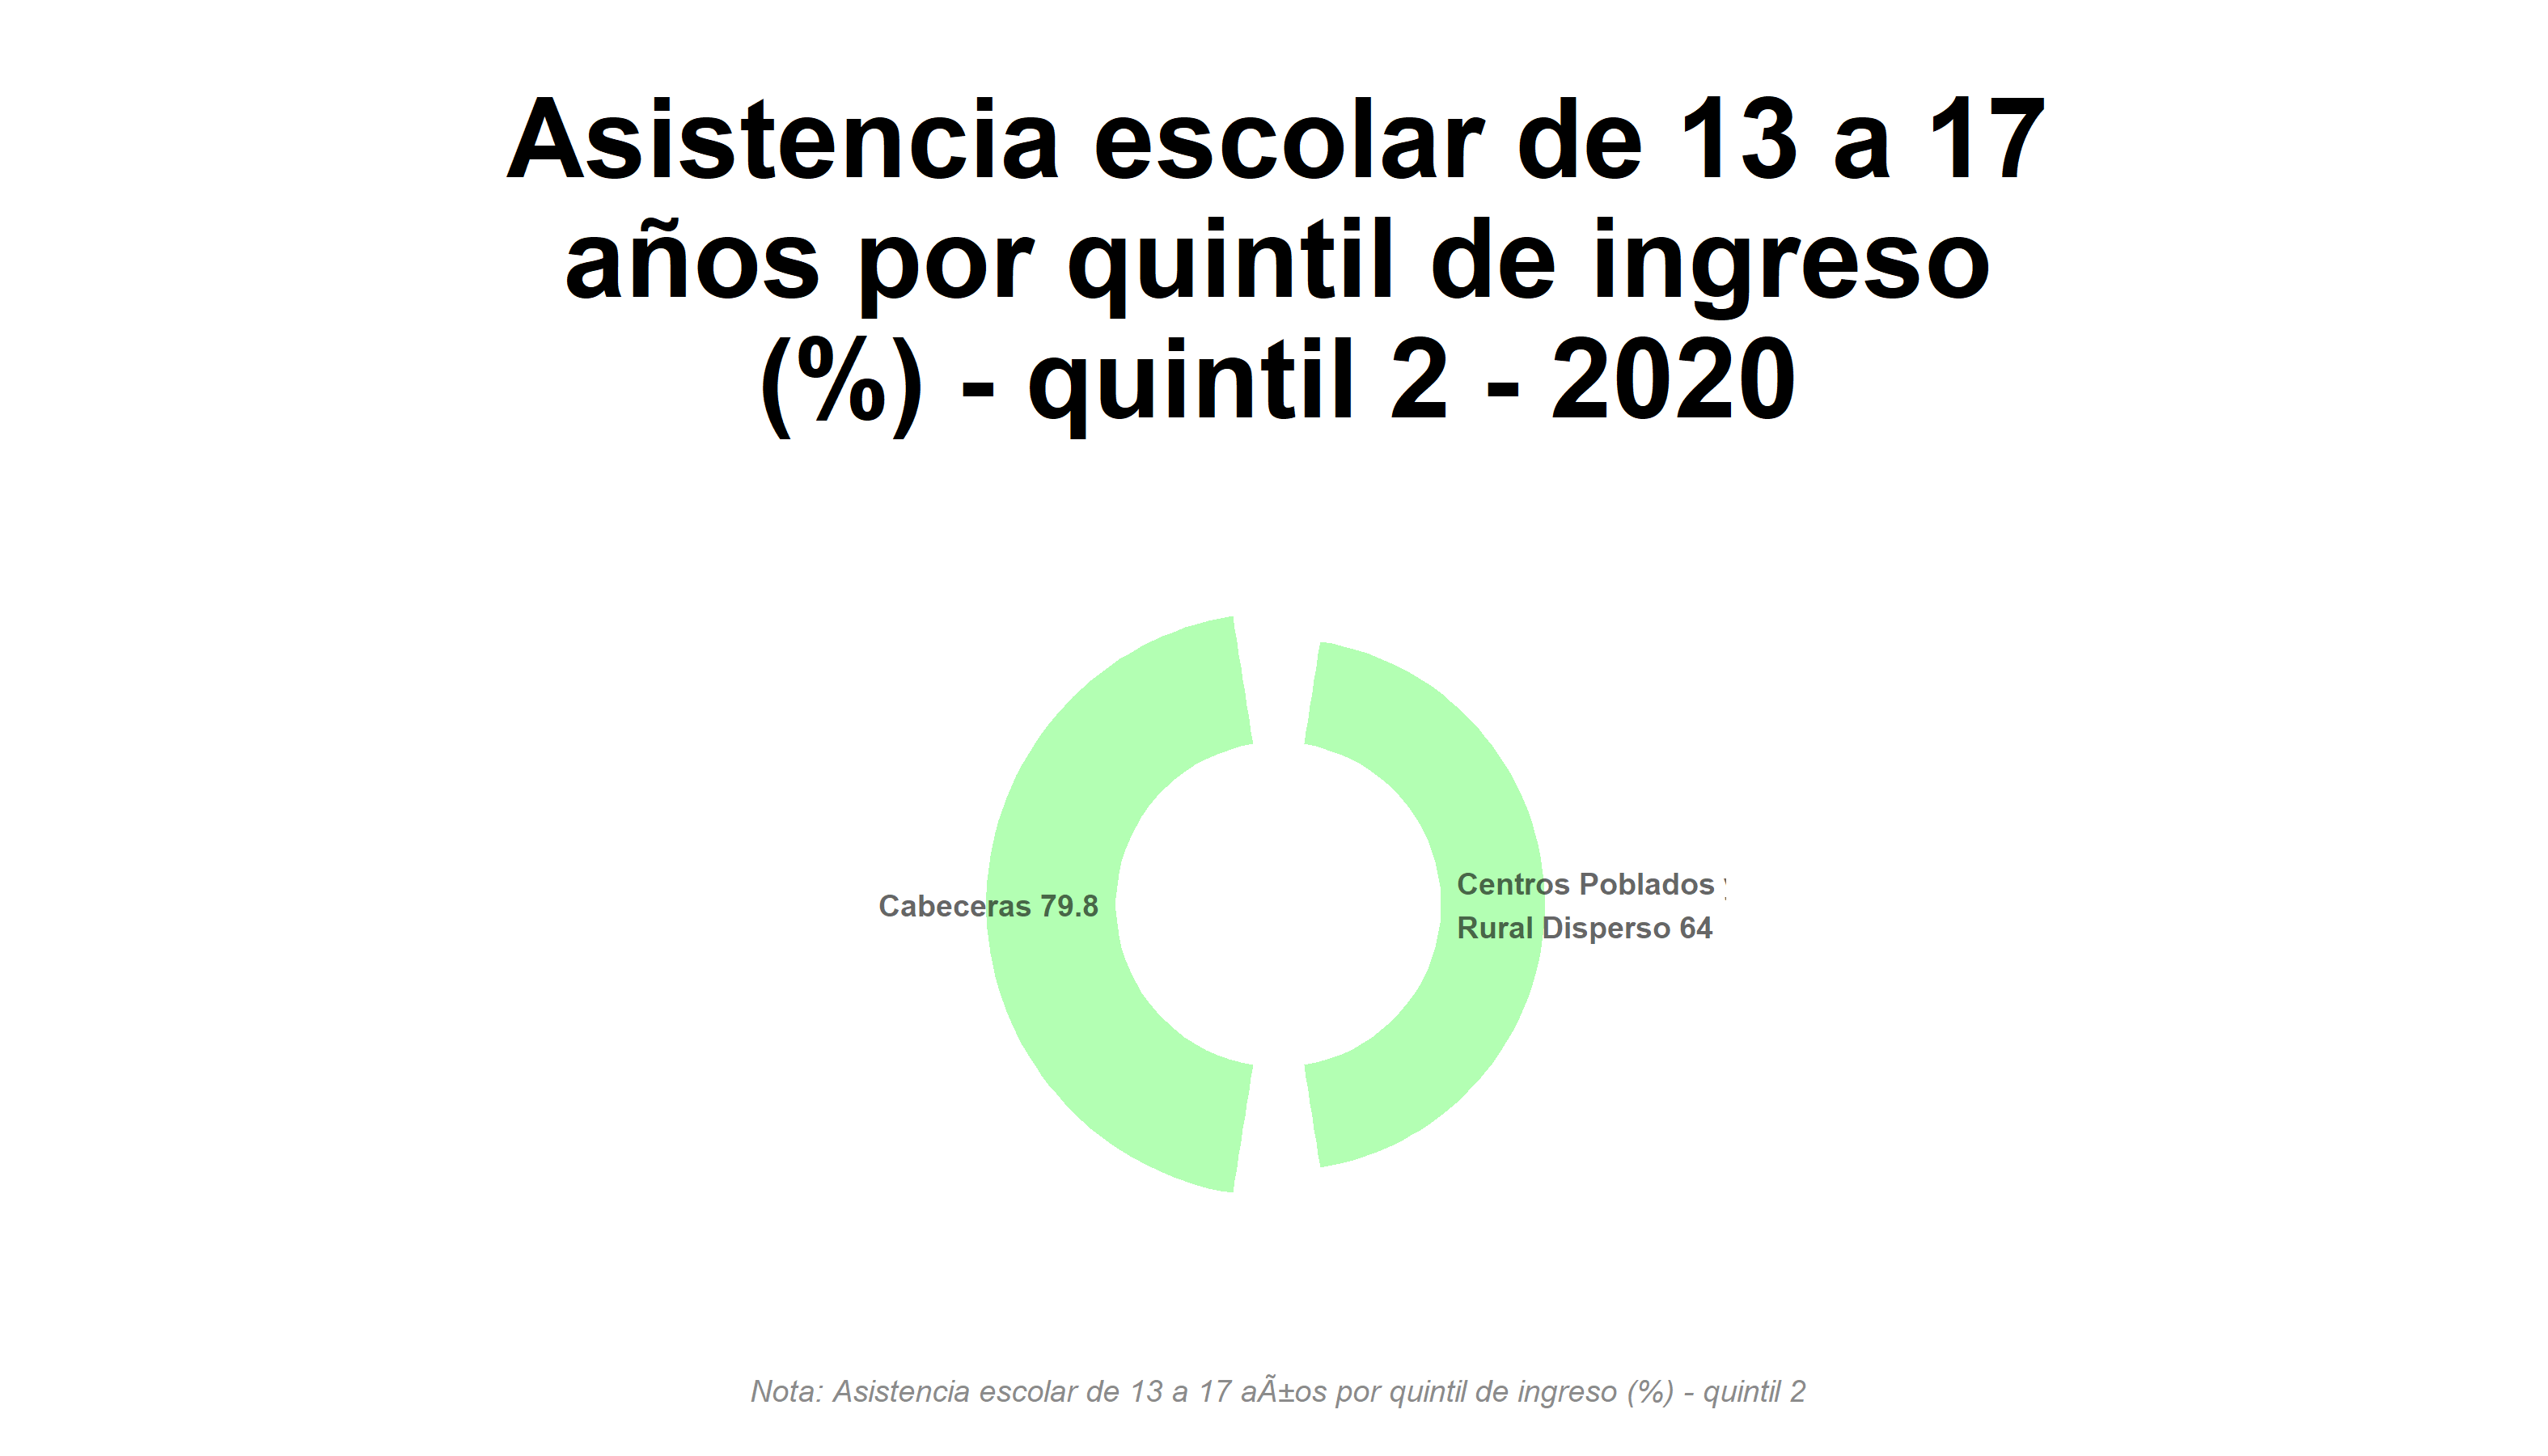 Asistencia escolar de 13 a 17
años por quintil de ingreso
(%) - quintil 2 - 2020
Cabeceras 79.8
Centros Poblados
Rural Disperso 64
Nota: Asistencia escolar de 13 a 17 aÃ±os por quintil de ingreso (%) - quintil 2